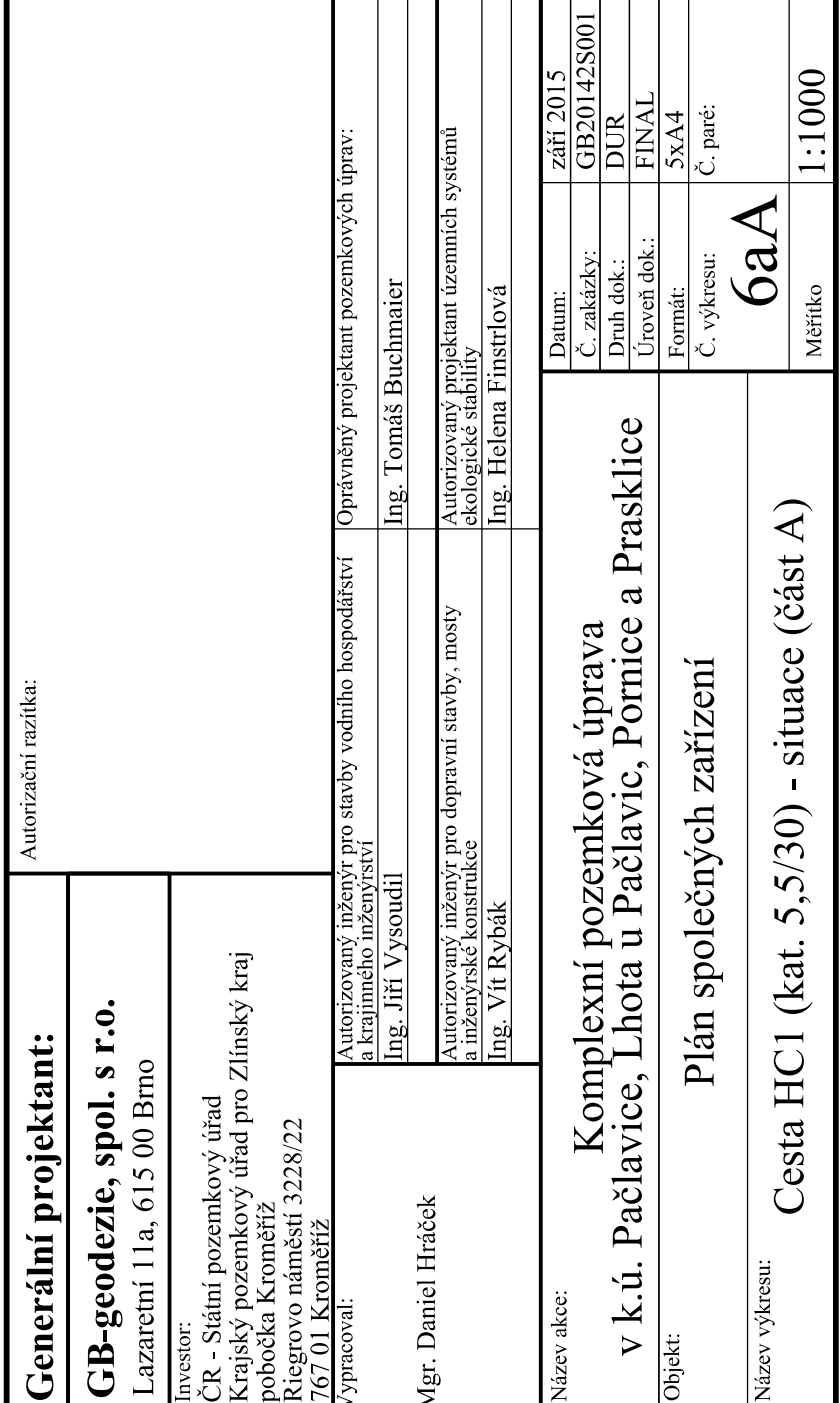 Generální projektant:
GB-geodezie, spol. s r.o.
Lazaretní 11a, 615 00 Brno
Autorizační razítka:
Investor:
ČR - Státní pozemkový úřad
Krajský pozemkový úřad pro Zlínský kraj
pobočka Kroměříž
Riegrovo náměstí 3228/22
767 01 Kroměříž
Vypracoval:
Mgr. Daniel Hráček
Autorizovaný inženýr pro stavby vodního hospodářství
a krajinného inženýrství
Ing. Jiří Vysoudil
Oprávněný projektant pozemkových úprav:
Ing. Tomáš Buchmaier
Autorizovaný inženýr pro dopravní stavby, mosty
a inženýrské konstrukce
Ing. Vít Rybák
Autorizovaný projektant územních systémů
ekologické stability
Ing. Helena Finstrlová
Název akce:
Komplexní pozemková úprava
v k.ú. Pačlavice, Lhota u Pačlavic, Pornice a Prasklice
Datum: září 2015
Č. zakázky: GB20142S001
Druh dok.: DUR
Úroveň dok.: FINAL
Objekt:
Plán společných zařízení
Formát: 5xA4
Č. výkresu: Č. paré:
6aA
Název výkresu:
Cesta HC1 (kat. 5,5/30) - situace (část A)
Měřítko 1:1000